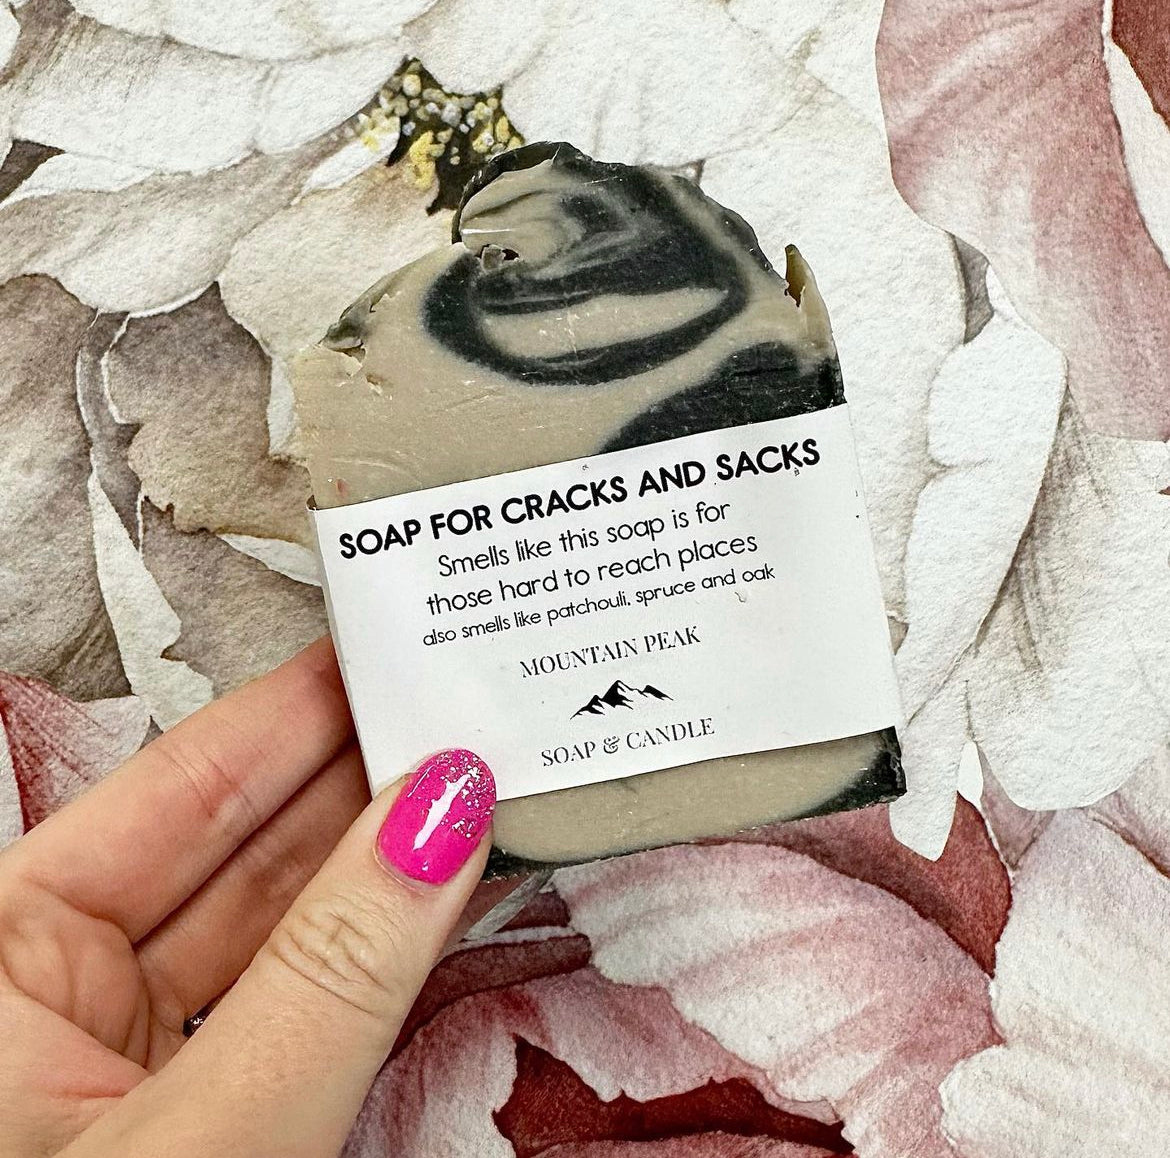 SOAP FOR CRACKS AND SACKS
Smells like this soap is for
those hard to reach places
also smells like patchouli, spruce and oak
MOUNTAIN PEAK
SOAP & CANDLE